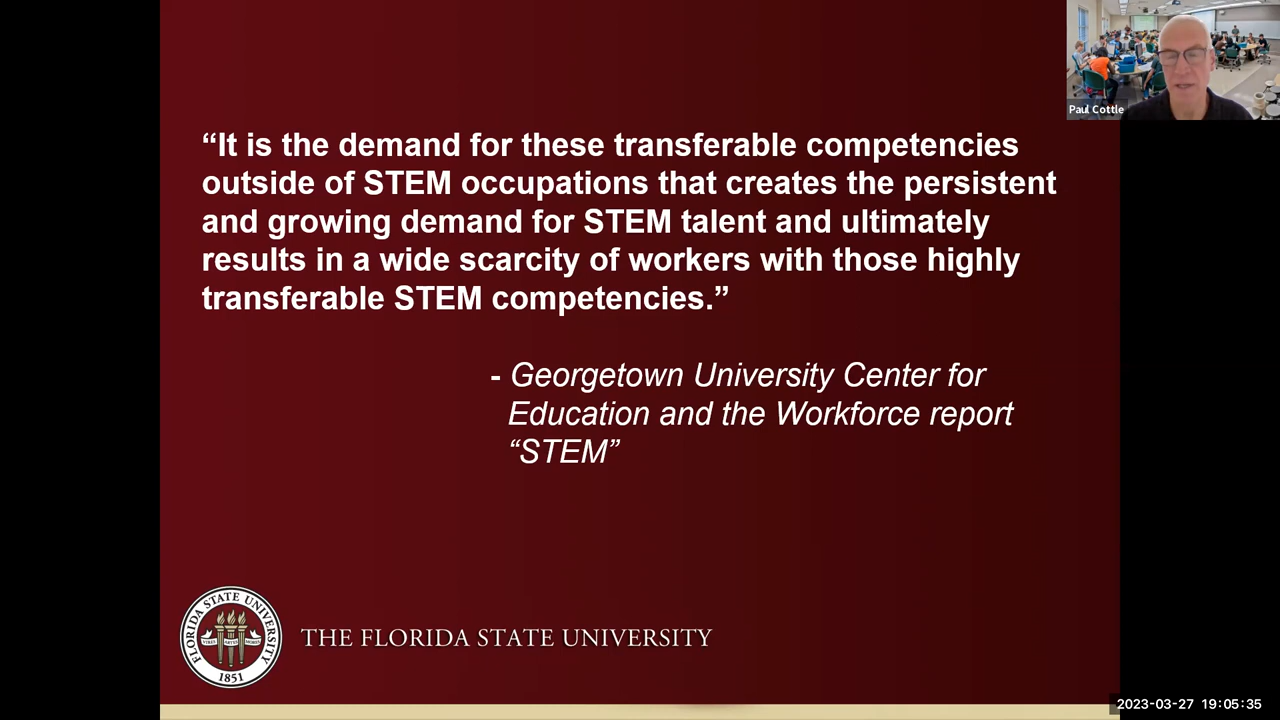 “It is the demand for these transferable competencies
outside of STEM occupations that creates the persistent
and growing demand for STEM talent and ultimately
results in a wide scarcity of workers with those highly
transferable STEM competencies.”
- Georgetown University Center for
Education and the Workforce report
“STEM”
Paul Cottle
FLORIDA STATE UNIVERSITY
1851
THE FLORIDA STATE UNIVERSITY
2023-03-27 19:05:35